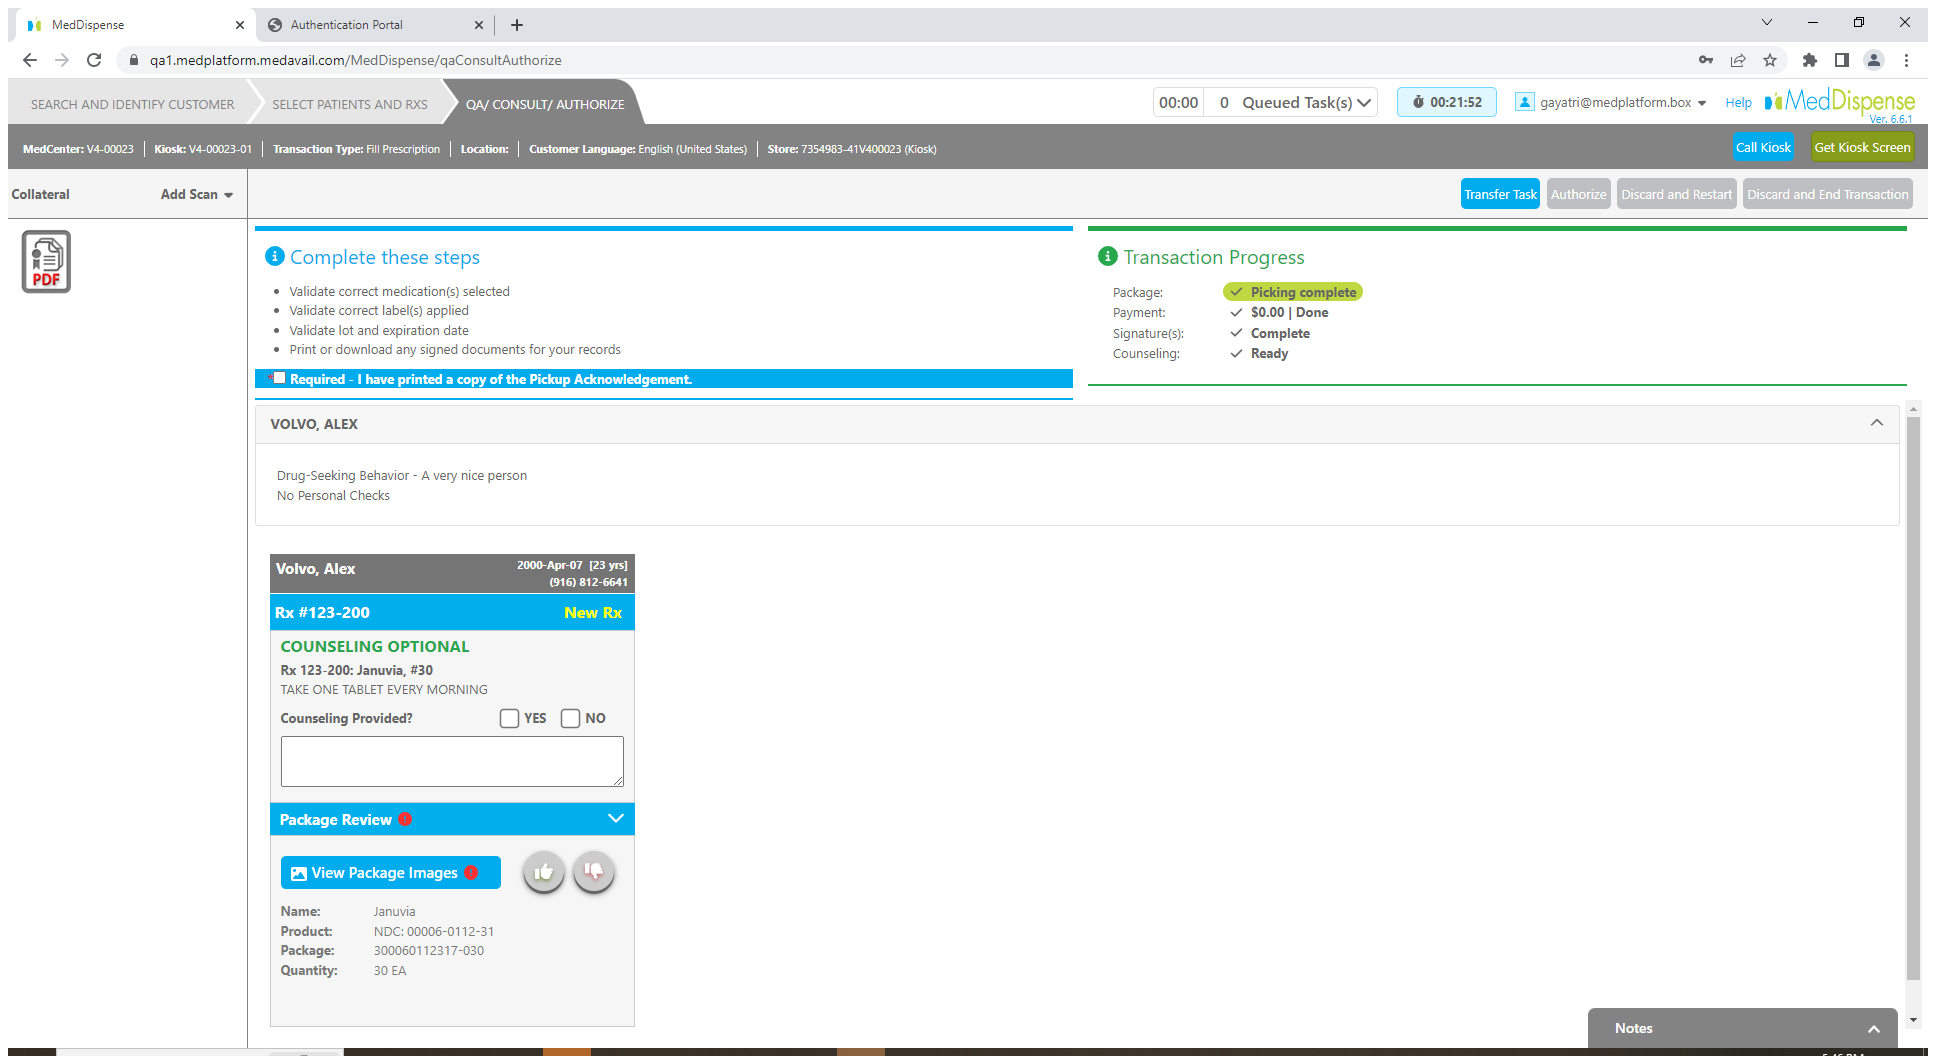 MedDispense
Authentication Portal
qa1.medplatform.medavail.com/MedDispense/qaConsultAuthorize
SEARCH AND IDENTIFY CUSTOMER
SELECT PATIENTS AND RXS
QA/ CONSULT/ AUTHORIZE
00:00 0 Queued Task(s)
00:21:52
gayatri@medplatform.box
Help
MedDispense
Ver. 6.6.1
MedCenter: V4-00023
Kiosk: V4-00023-01
Transaction Type: Fill Prescription
Location:
Customer Language: English (United States)
Store: 7354983-41V400023 (Kiosk)
Call Kiosk
Get Kiosk Screen
Collateral
Add Scan
Transfer Task
Authorize
Discard and Restart
Discard and End Transaction
PDF
Complete these steps
Validate correct medication(s) selected
Validate correct label(s) applied
Validate lot and expiration date
Print or download any signed documents for your records
* Required - I have printed a copy of the Pickup Acknowledgement.
Transaction Progress
Package: Picking complete
Payment: $0.00 | Done
Signature(s): Complete
Counseling: Ready
VOLVO, ALEX
Drug-Seeking Behavior - A very nice person
No Personal Checks
Volvo, Alex
2000-Apr-07 [23 yrs]
(916) 812-6641
Rx #123-200
New Rx
COUNSELING OPTIONAL
Rx 123-200: Januvia, #30
TAKE ONE TABLET EVERY MORNING
Counseling Provided? YES NO
Package Review
View Package Images
Name: Januvia
Product: NDC: 00006-0112-31
Package: 300060112317-030
Quantity: 30 EA
Notes